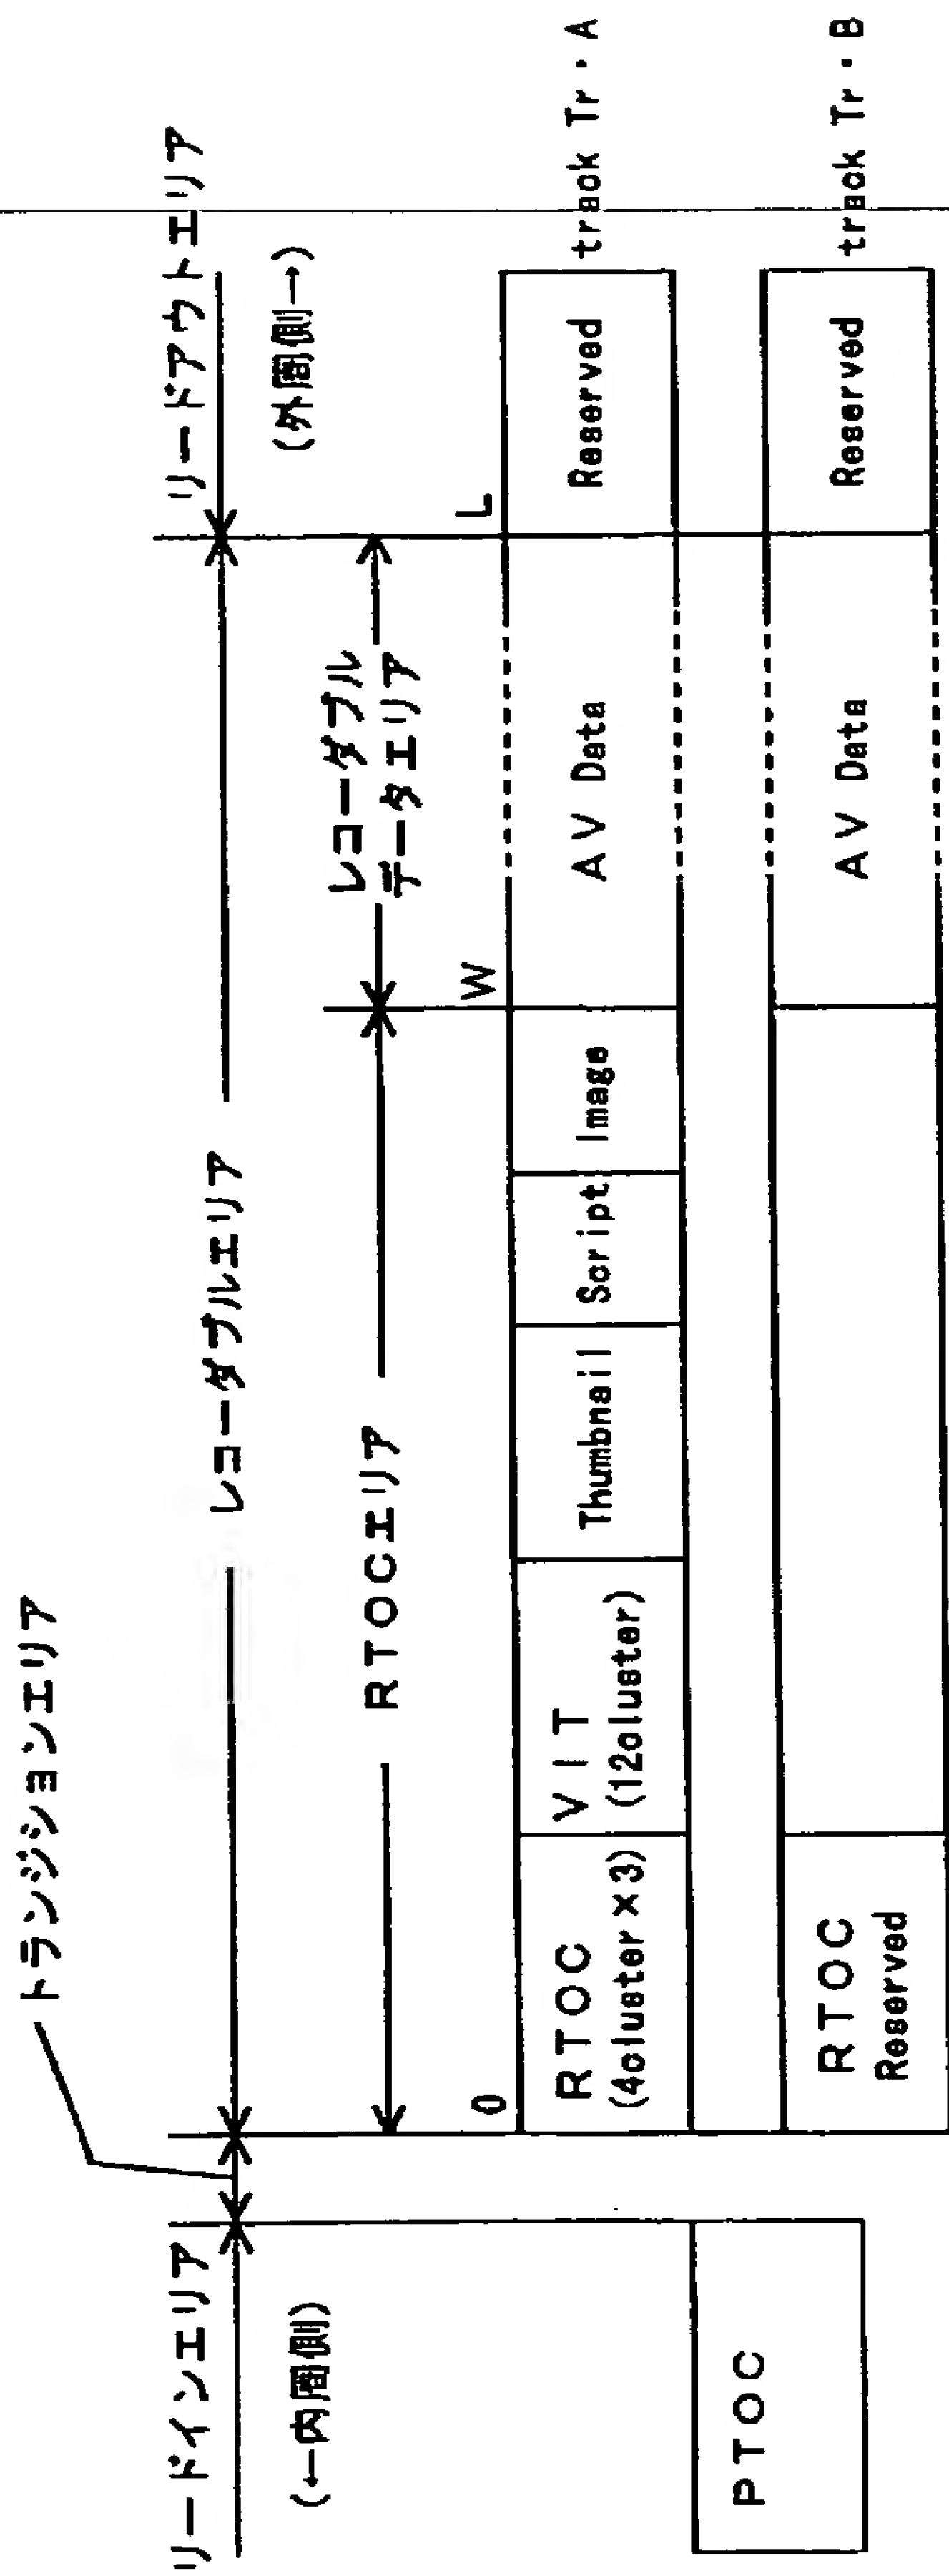 トランジションエリア
リードインエリア
レコーダブルエリア
リードアウトエリア
(←内周側)
(外周側→)
RTOCエリア
レコーダブル
データエリア
0
W
L
RTOC
(4cluster×3)
VIT
(12cluster)
Thumbnail
Script
Image
AV Data
Reserved
track Tr・A
PTOC
RTOC
Reserved
AV Data
Reserved
track Tr・B